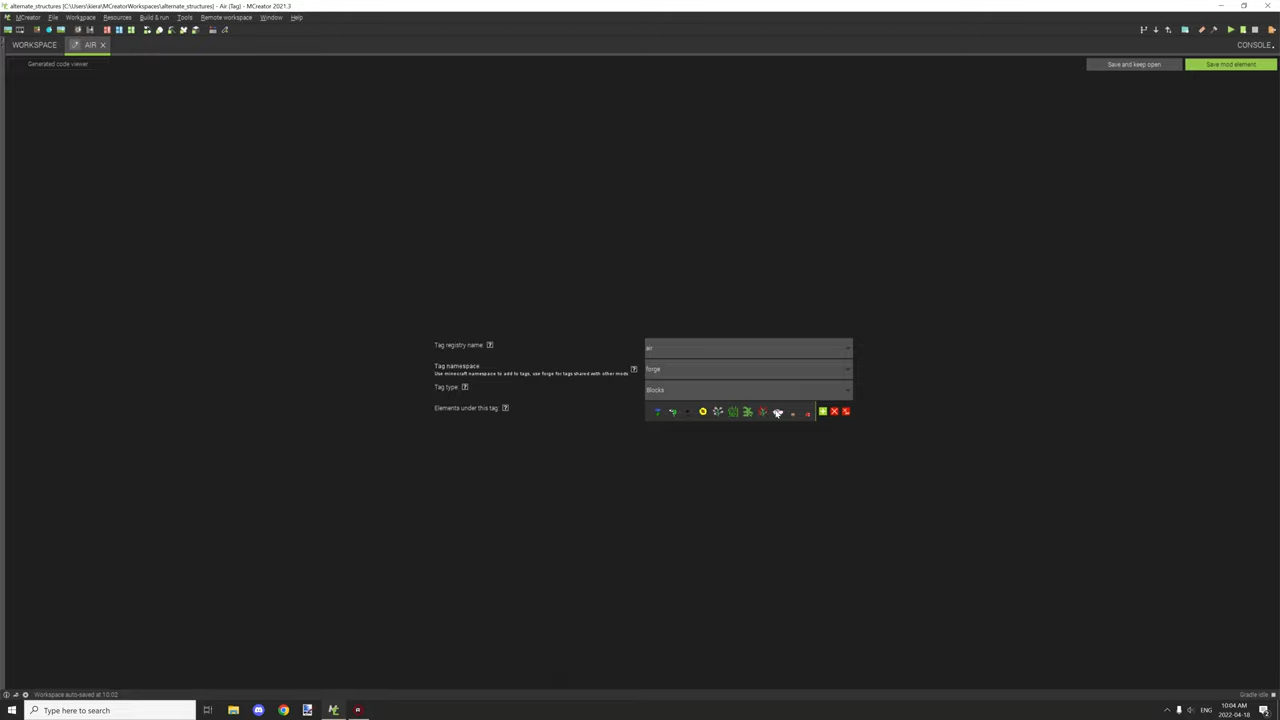 alternate_structures [C:\Users\kiera\MCreatorWorkspaces\alternate_structures] - Air (Tag) - MCreator 2021.3
MCreator File Workspace Resources Build & run Tools Remote workspace Window Help
WORKSPACE AIR CONSOLE
Generated code viewer Save and keep open Save mod element
Tag registry name: ? air
Tag namespace
Use minecraft namespace to add to tags, use forge for tags shared with other mods ? forge
Tag type: ? Blocks
Elements under this tag: ?
Workspace auto-saved at 10:02 Gradle idle
Type here to search
ENG
10:04 AM
2022-04-18